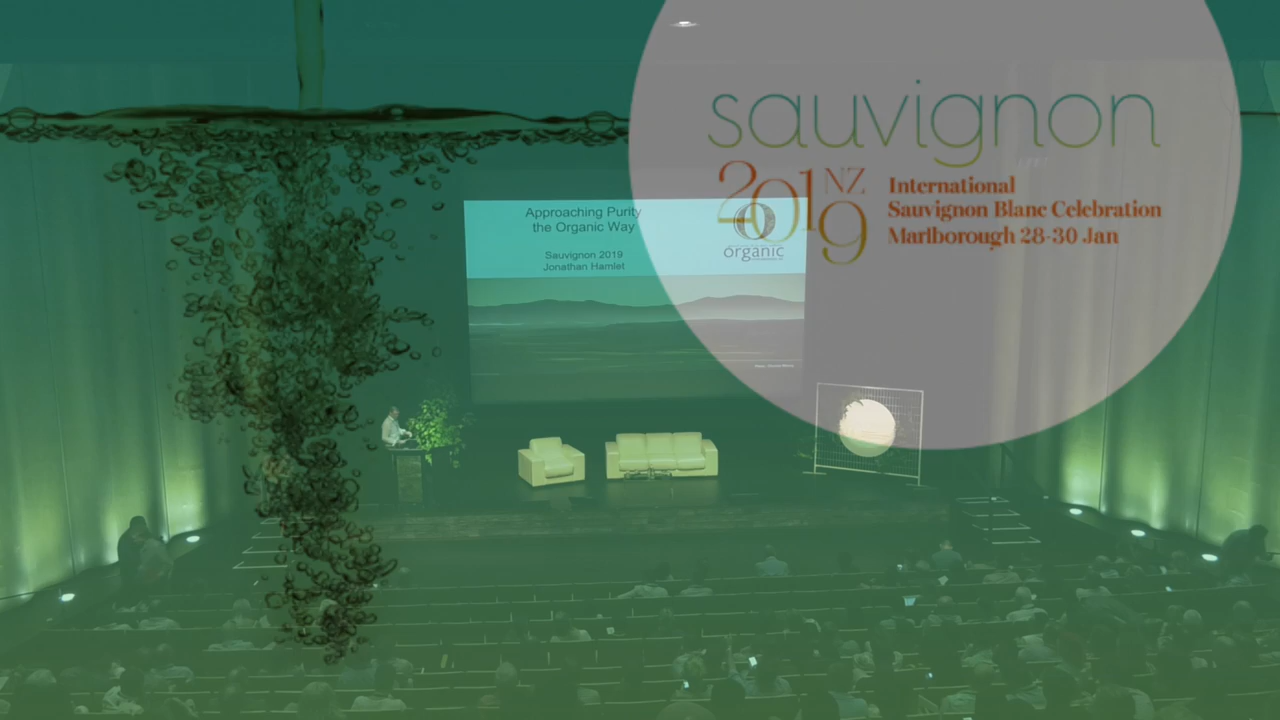 sauvignon
2019 NZ
International
Sauvignon Blanc Celebration
Marlborough 28-30 Jan
Approaching Purity
the Organic Way
Sauvignon 2019
Jonathan Hamlet
organic